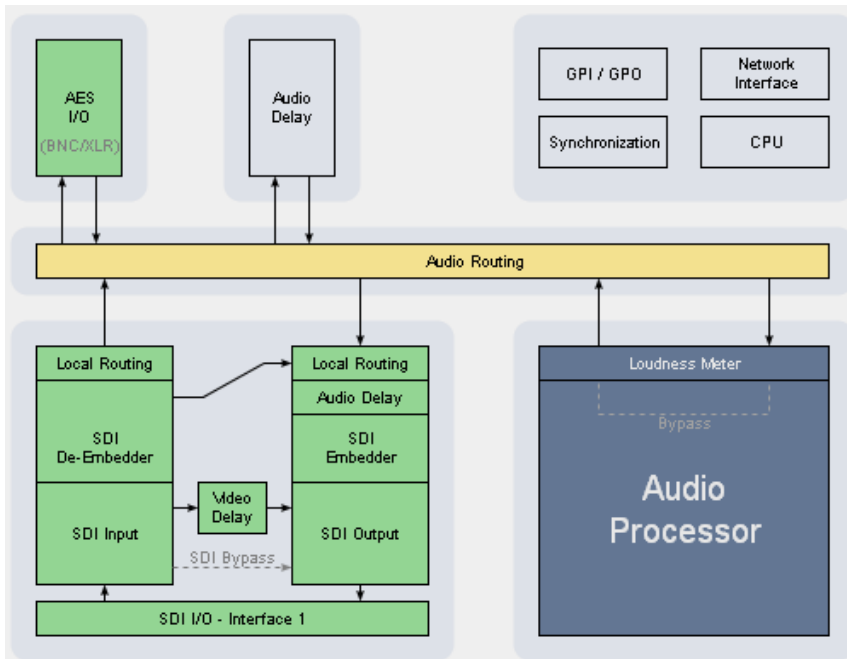 AES
I/O
(BNC/XLR)
Audio
Delay
GPI / GPO
Network
Interface
Synchronization
CPU
Audio Routing
Local Routing
SDI
De-Embedder
SDI Input
Video
Delay
SDI Bypass
Local Routing
Audio Delay
SDI
Embedder
SDI Output
SDI I/O - Interface 1
Loudness Meter
Bypass
Audio
Processor